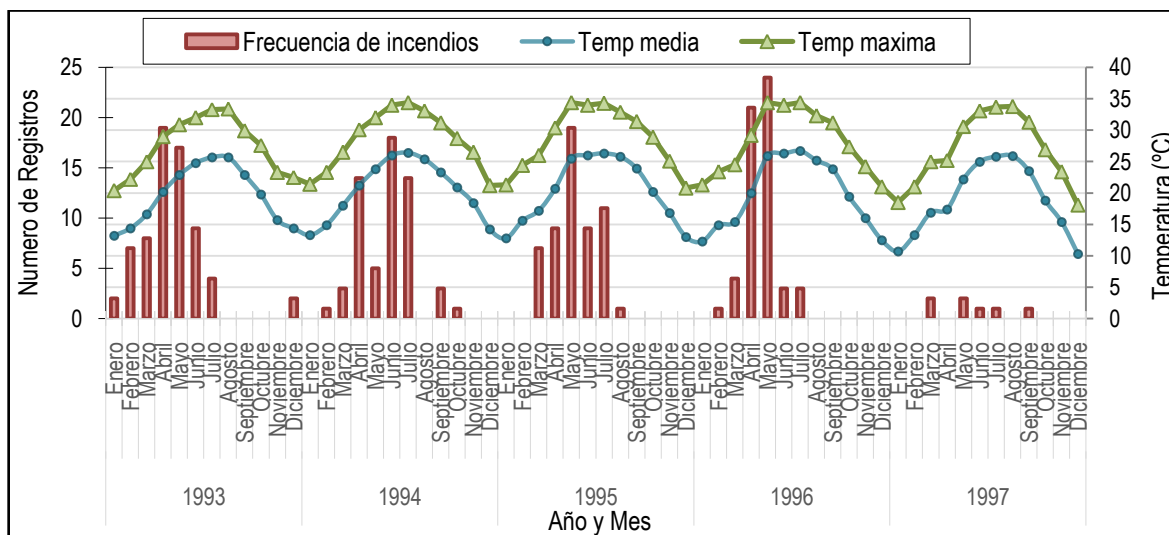 Frecuencia de incendios Temp media Temp maxima
Numero de Registros
25
20
15
10
5
0
40
35
30
25
20
15
10
5
0
Temperatura (ºC)
Enero
Febrero
Marzo
Abril
Mayo
Junio
Julio
Agosto
Septiembre
Octubre
Noviembre
Diciembre
Enero
Febrero
Marzo
Abril
Mayo
Junio
Julio
Agosto
Septiembre
Octubre
Noviembre
Diciembre
Enero
Febrero
Marzo
Abril
Mayo
Junio
Julio
Agosto
Septiembre
Octubre
Noviembre
Diciembre
Enero
Febrero
Marzo
Abril
Mayo
Junio
Julio
Agosto
Septiembre
Octubre
Noviembre
Diciembre
Enero
Febrero
Marzo
Abril
Mayo
Junio
Julio
Agosto
Septiembre
Octubre
Noviembre
Diciembre
1993 1994 1995 1996 1997
Año y Mes